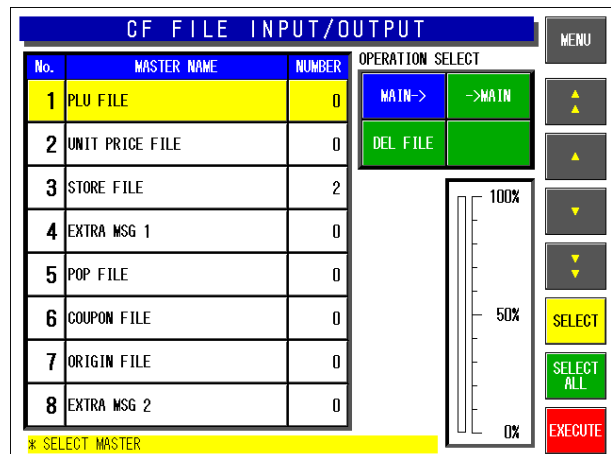 CF FILE INPUT/OUTPUT
MENU
No. MASTER NAME NUMBER
OPERATION SELECT
1 PLU FILE 0
MAIN-> ->MAIN
2 UNIT PRICE FILE 0
DEL FILE
3 STORE FILE 2
100%
4 EXTRA MSG 1 0
5 POP FILE 0
6 COUPON FILE 0
50%
SELECT
7 ORIGIN FILE 0
SELECT
ALL
8 EXTRA MSG 2 0
0%
EXECUTE
* SELECT MASTER